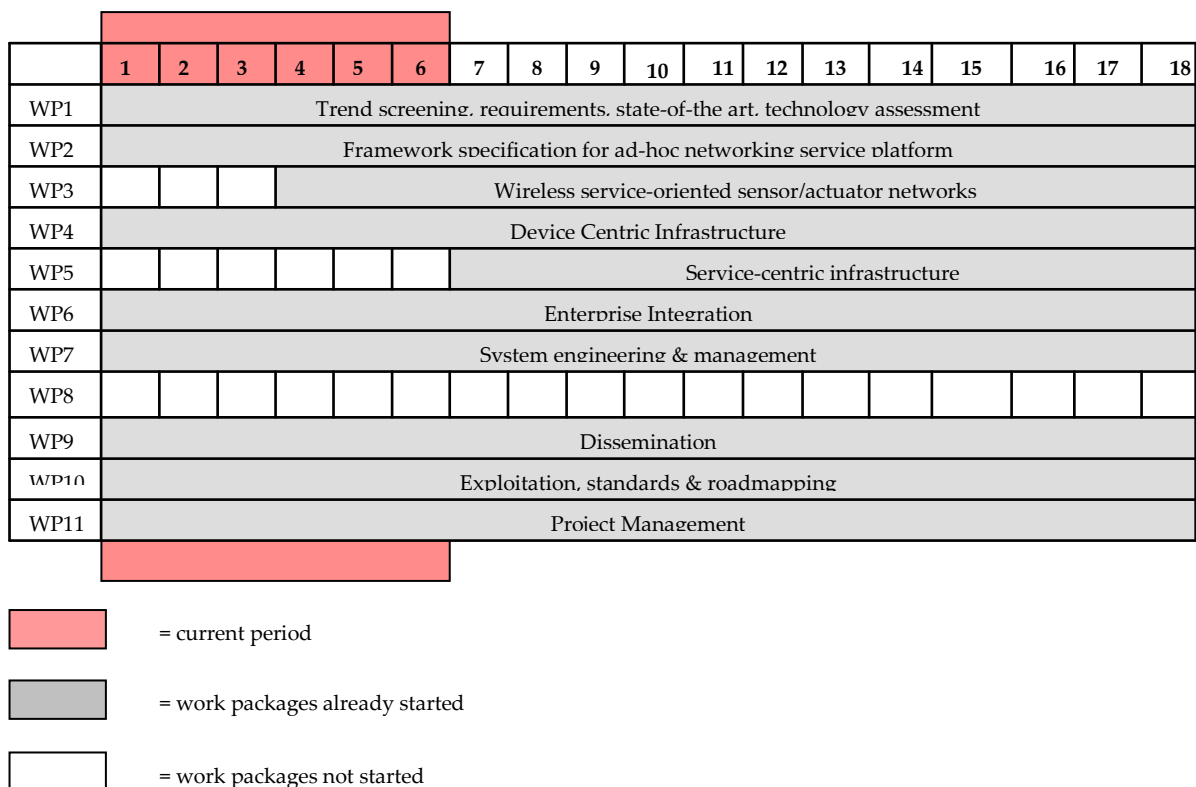 1 2 3 4 5 6 7 8 9 10 11 12 13 14 15 16 17 18
WP1 Trend screening, requirements, state-of-the art, technology assessment
WP2 Framework specification for ad-hoc networking service platform
WP3 Wireless service-oriented sensor/actuator networks
WP4 Device Centric Infrastructure
WP5 Service-centric infrastructure
WP6 Enterprise Integration
WP7 System engineering & management
WP8
WP9 Dissemination
WP10 Exploitation, standards & roadmapping
WP11 Project Management
= current period
= work packages already started
= work packages not started